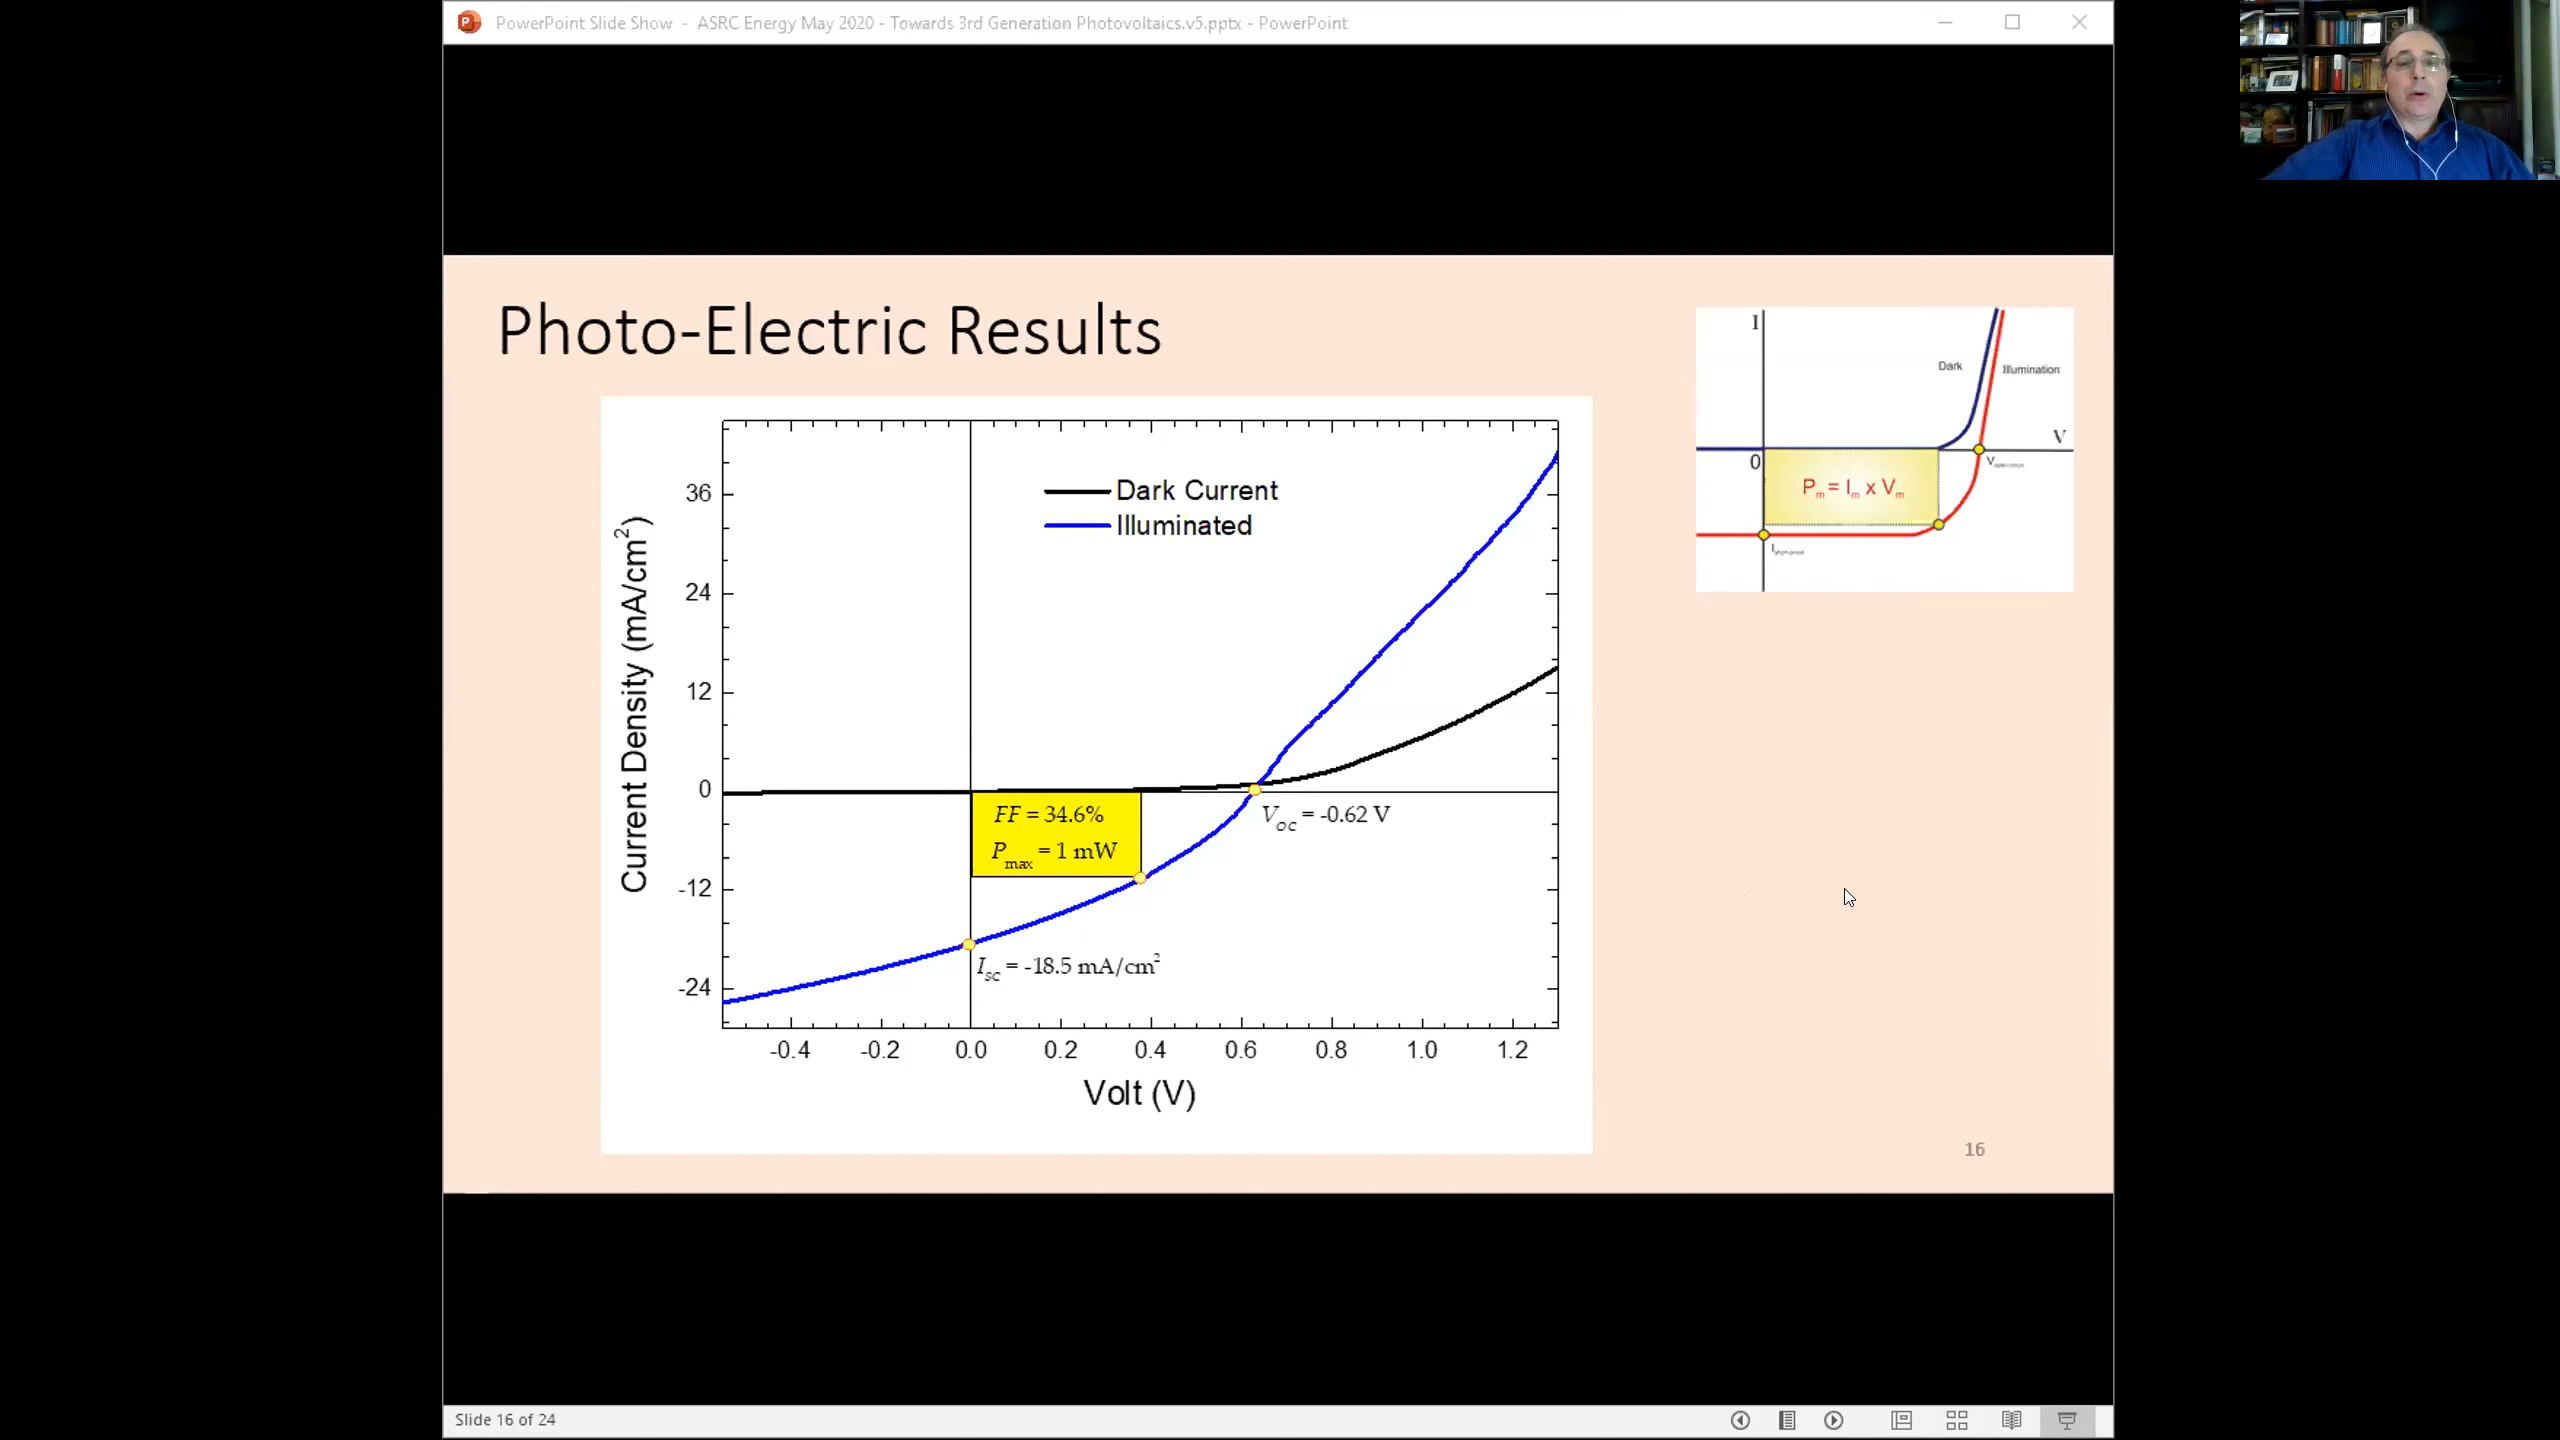 PowerPoint Slide Show - ASRC Energy May 2020 - Towards 3rd Generation Photovoltaics.v5.pptx - PowerPoint
Photo-Electric Results
Current Density (mA/cm²)
36
24
12
0
-12
-24
Dark Current
Illuminated
FF = 34.6%
Pmax = 1 mW
VOC = -0.62 V
Isc = -18.5 mA/cm²
-0.4 -0.2 0.0 0.2 0.4 0.6 0.8 1.0 1.2
Volt (V)
I
Dark
Illumination
V
0
Pm = Im x Vm
16
Slide 16 of 24